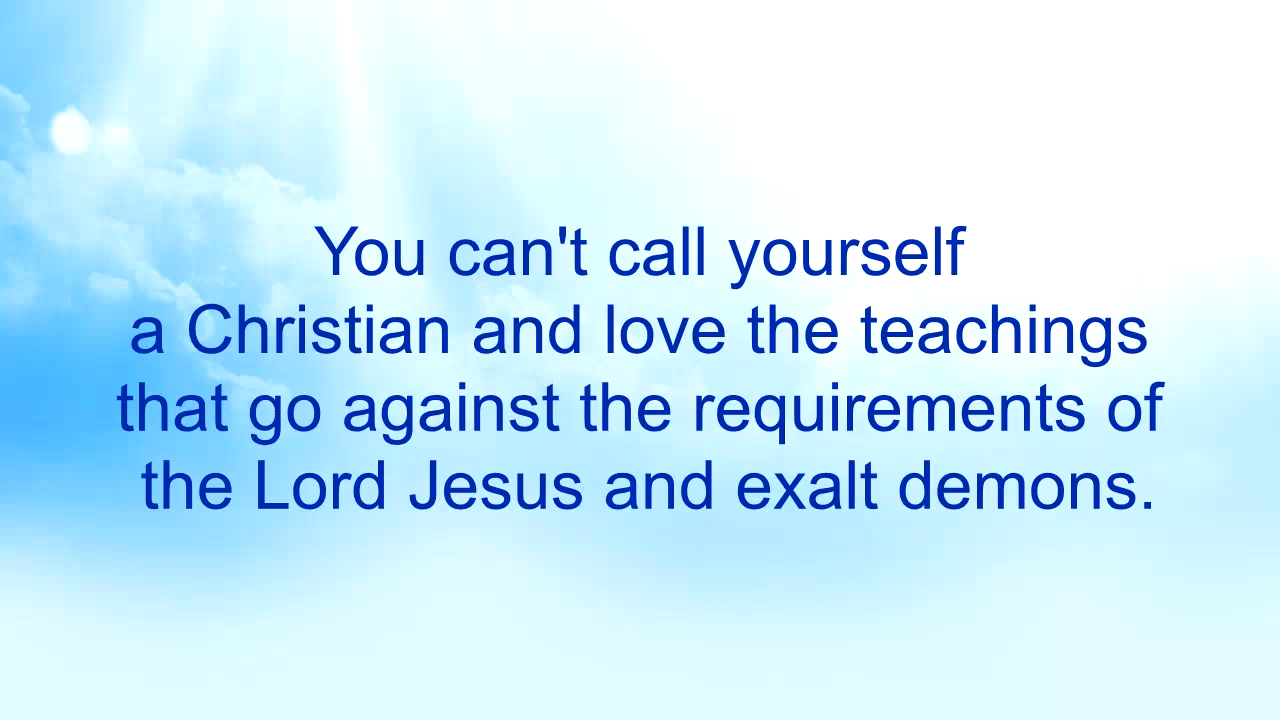 You can't call yourself
a Christian and love the teachings
that go against the requirements of
the Lord Jesus and exalt demons.